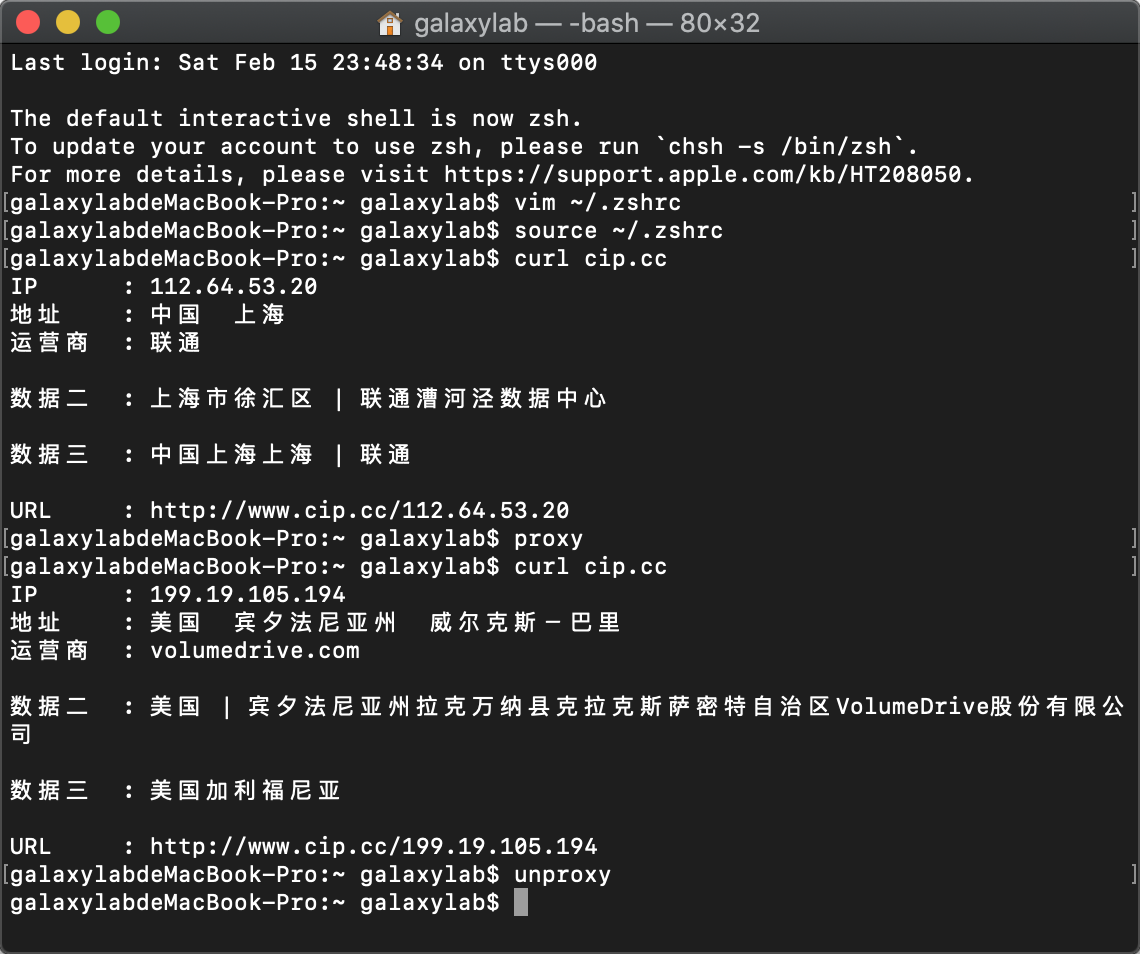 galaxylab — -bash — 80×32
Last login: Sat Feb 15 23:48:34 on ttys000
The default interactive shell is now zsh.
To update your account to use zsh, please run `chsh -s /bin/zsh`.
For more details, please visit https://support.apple.com/kb/HT208050.
[galaxylabdeMacBook-Pro:~ galaxylab$ vim ~/.zshrc ]
[galaxylabdeMacBook-Pro:~ galaxylab$ source ~/.zshrc ]
[galaxylabdeMacBook-Pro:~ galaxylab$ curl cip.cc ]
IP : 112.64.53.20
地址 : 中国 上海
运营商 : 联通
数据二 : 上海市徐汇区 | 联通漕河泾数据中心
数据三 : 中国上海上海 | 联通
URL : http://www.cip.cc/112.64.53.20
[galaxylabdeMacBook-Pro:~ galaxylab$ proxy ]
[galaxylabdeMacBook-Pro:~ galaxylab$ curl cip.cc ]
IP : 199.19.105.194
地址 : 美国 宾夕法尼亚州 威尔克斯－巴里
运营商 : volumedrive.com
数据二 : 美国 | 宾夕法尼亚州拉克万纳县克拉克斯萨密特自治区VolumeDrive股份有限公
司
数据三 : 美国加利福尼亚
URL : http://www.cip.cc/199.19.105.194
[galaxylabdeMacBook-Pro:~ galaxylab$ unproxy ]
galaxylabdeMacBook-Pro:~ galaxylab$